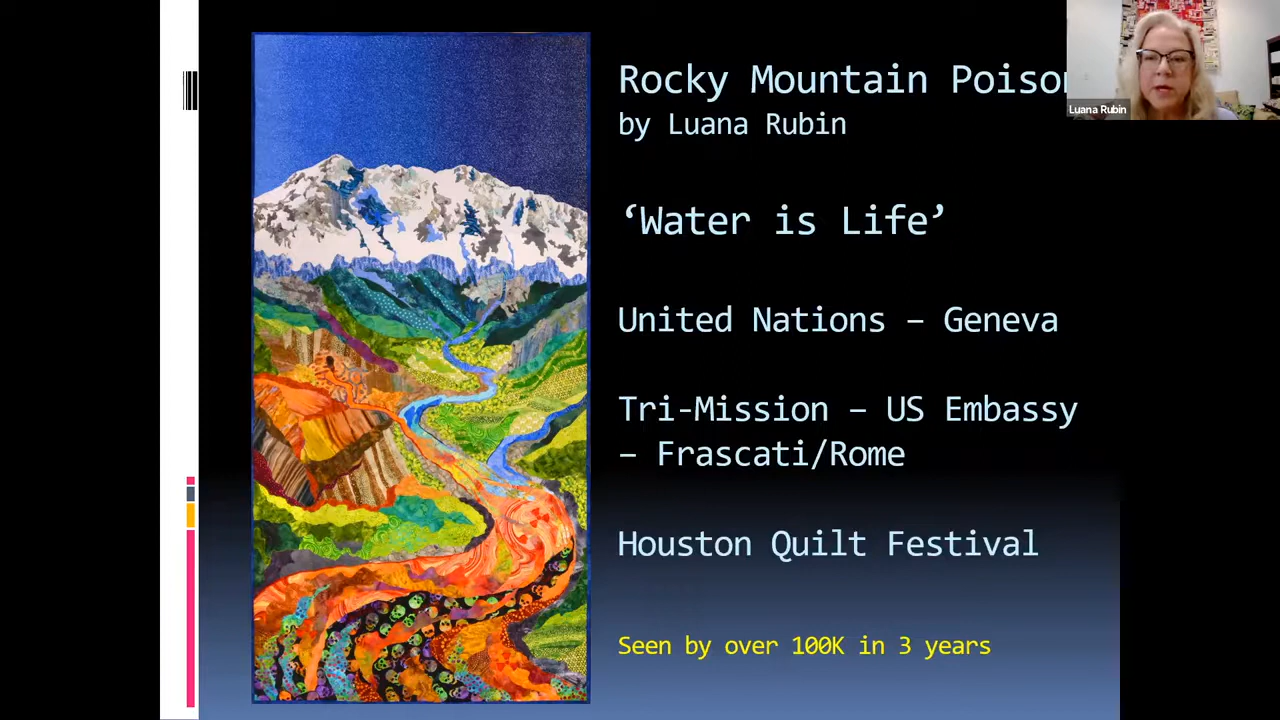 Rocky Mountain Poison
by Luana Rubin
Luana Rubin
‘Water is Life’
United Nations – Geneva
Tri-Mission – US Embassy
– Frascati/Rome
Houston Quilt Festival
Seen by over 100K in 3 years